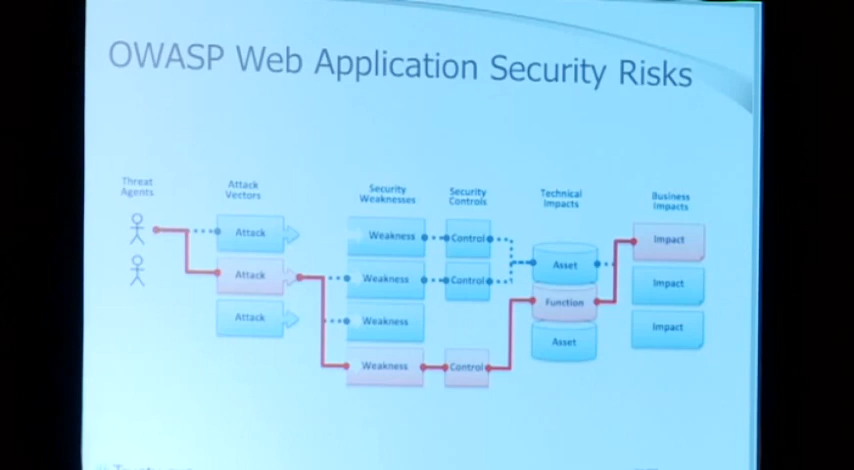 OWASP Web Application Security Risks
Threat
Agents
Attack
Vectors
Security
Weaknesses
Security
Controls
Technical
Impacts
Business
Impacts
Attack
Weakness
Control
Impact
Asset
Attack
Weakness
Control
Impact
Function
Attack
Weakness
Impact
Asset
Weakness
Control